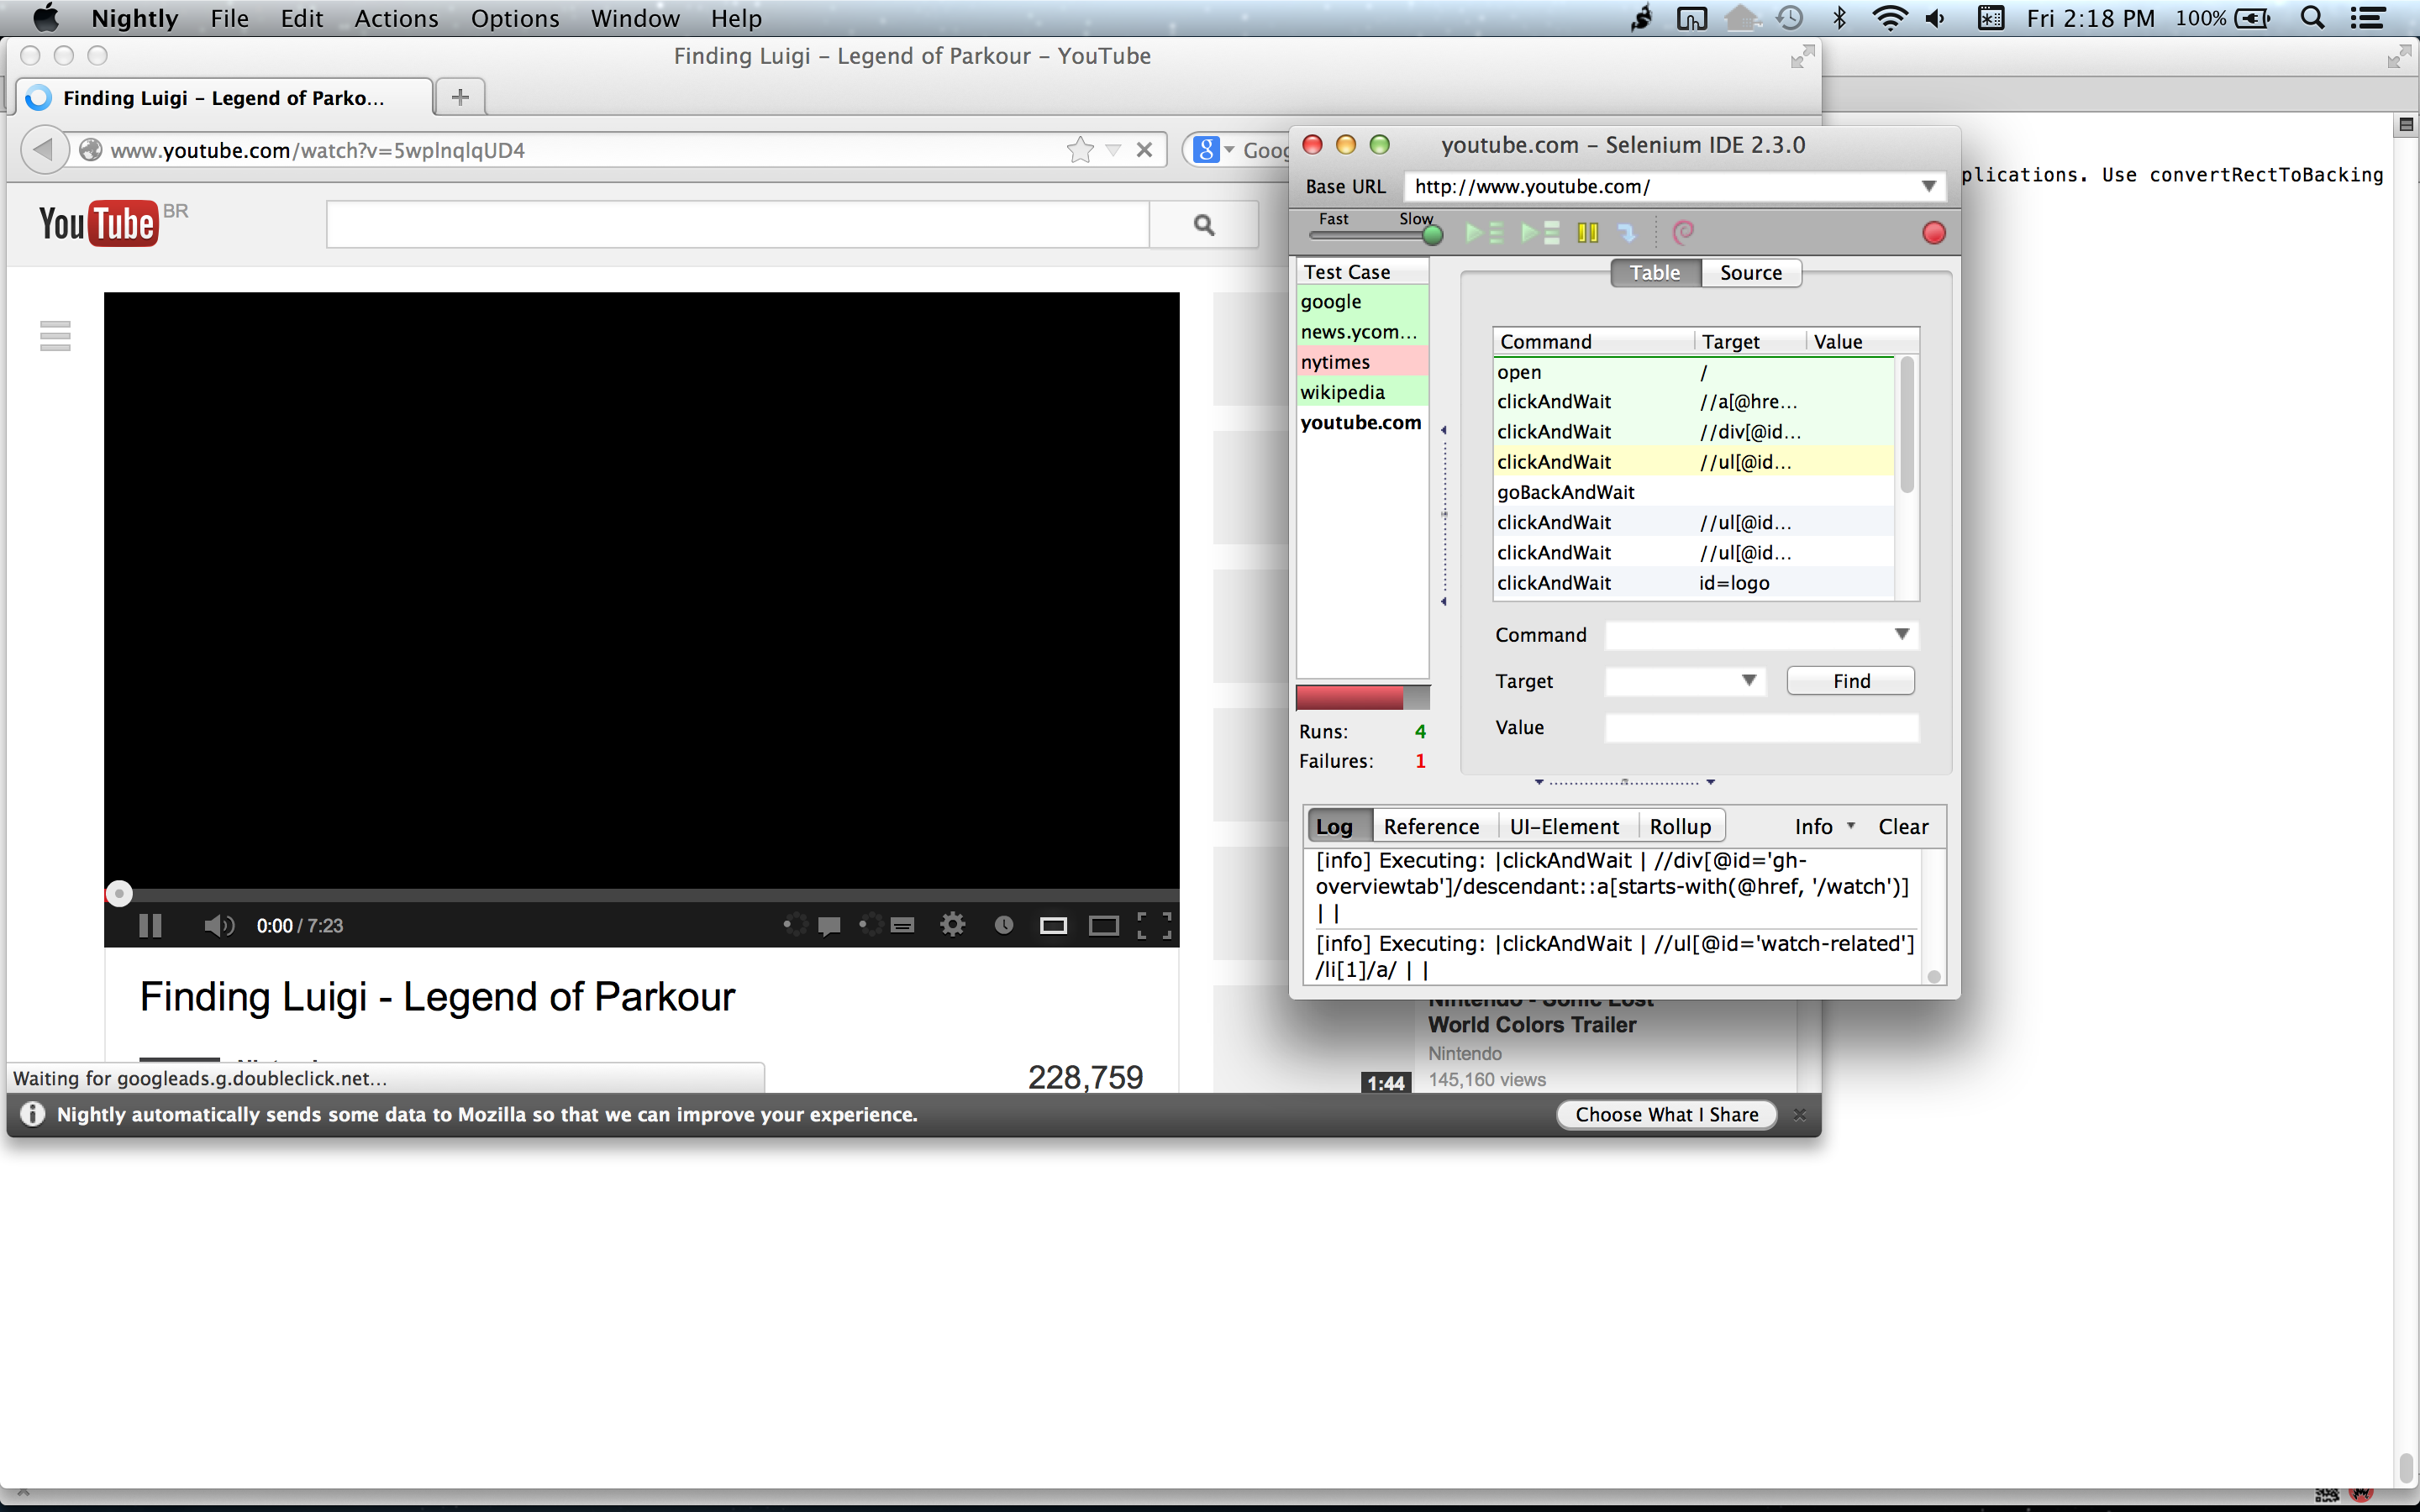 Nightly File Edit Actions Options Window Help Fri 2:18 PM 100%
Finding Luigi – Legend of Parkour – YouTube
Finding Luigi – Legend of Parko...
www.youtube.com/watch?v=5wplnqlqUD4
Goog
YouTube BR
youtube.com – Selenium IDE 2.3.0
Base URL http://www.youtube.com/
plications. Use convertRectToBacking
Fast Slow
Test Case
google
news.ycom...
nytimes
wikipedia
youtube.com
Runs: 4
Failures: 1
Table Source
Command Target Value
open /
clickAndWait //a[@hre...
clickAndWait //div[@id...
clickAndWait //ul[@id...
goBackAndWait
clickAndWait //ul[@id...
clickAndWait //ul[@id...
clickAndWait id=logo
Command
Target Find
Value
Log Reference UI-Element Rollup Info Clear
[info] Executing: |clickAndWait | //div[@id='gh-
overviewtab']/descendant::a[starts-with(@href, '/watch')]
| |
[info] Executing: |clickAndWait | //ul[@id='watch-related']
/li[1]/a/ | |
0:00 / 7:23
Finding Luigi - Legend of Parkour
228,759
Nintendo - Sonic Lost
World Colors Trailer
Nintendo
145,160 views
1:44
Waiting for googleads.g.doubleclick.net...
Nightly automatically sends some data to Mozilla so that we can improve your experience. Choose What I Share